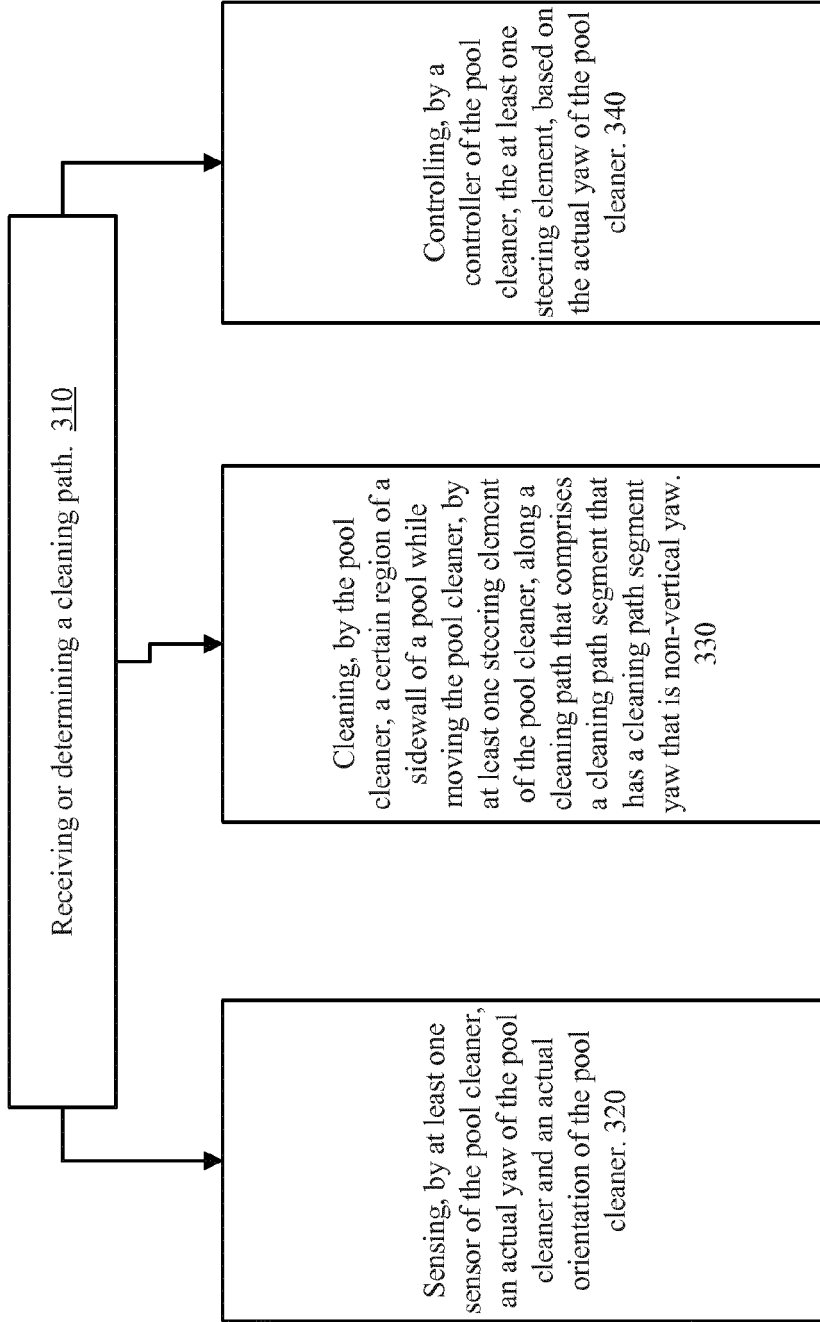 Receiving or determining a cleaning path. 310
Sensing, by at least one
sensor of the pool cleaner,
an actual yaw of the pool
cleaner and an actual
orientation of the pool
cleaner. 320
Cleaning, by the pool
cleaner, a certain region of a
sidewall of a pool while
moving the pool cleaner, by
at least one steering element
of the pool cleaner, along a
cleaning path that comprises
a cleaning path segment that
has a cleaning path segment
yaw that is non-vertical yaw.
330
Controlling, by a
controller of the pool
cleaner, the at least one
steering element, based on
the actual yaw of the pool
cleaner. 340